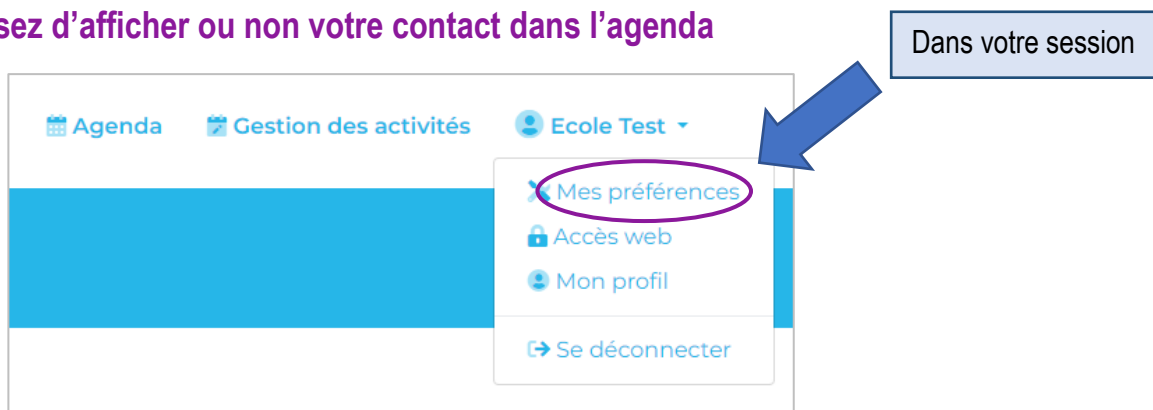 sez d’afficher ou non votre contact dans l’agenda
Dans votre session
Agenda Gestion des activités Ecole Test
Mes préférences
Accès web
Mon profil
Se déconnecter